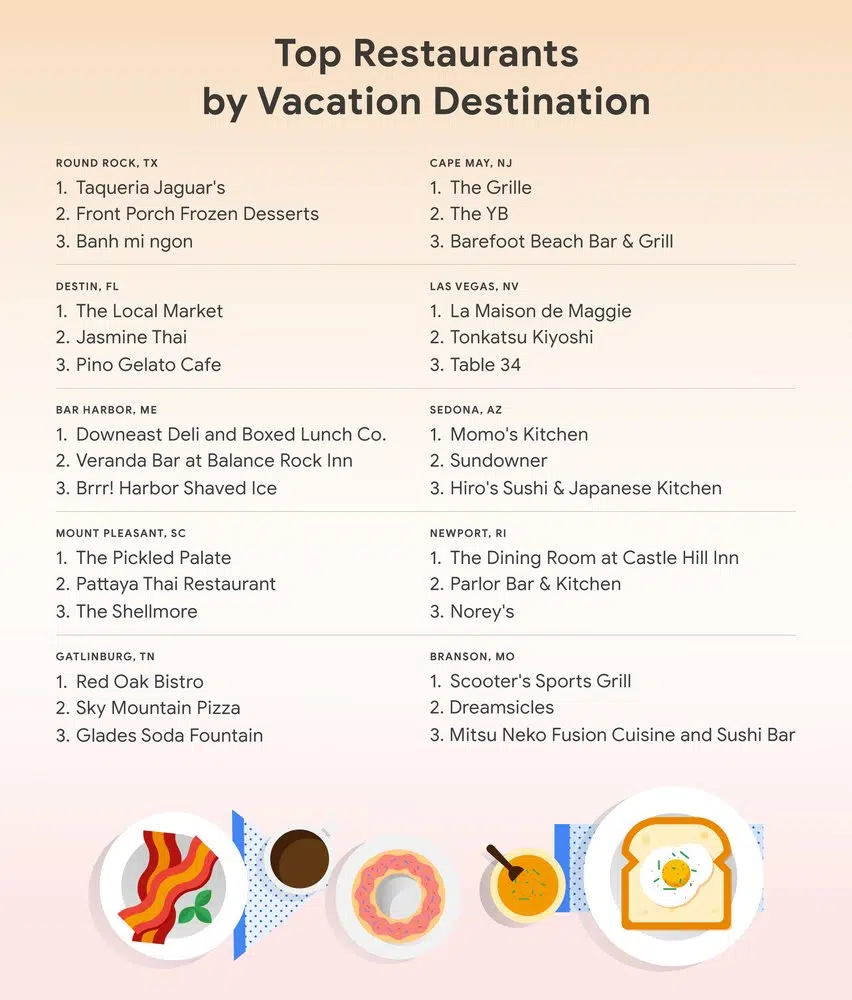 Top Restaurants
by Vacation Destination
ROUND ROCK, TX
1. Taqueria Jaguar's
2. Front Porch Frozen Desserts
3. Banh mi ngon
CAPE MAY, NJ
1. The Grille
2. The YB
3. Barefoot Beach Bar & Grill
DESTIN, FL
1. The Local Market
2. Jasmine Thai
3. Pino Gelato Cafe
LAS VEGAS, NV
1. La Maison de Maggie
2. Tonkatsu Kiyoshi
3. Table 34
BAR HARBOR, ME
1. Downeast Deli and Boxed Lunch Co.
2. Veranda Bar at Balance Rock Inn
3. Brrr! Harbor Shaved Ice
SEDONA, AZ
1. Momo's Kitchen
2. Sundowner
3. Hiro's Sushi & Japanese Kitchen
MOUNT PLEASANT, SC
1. The Pickled Palate
2. Pattaya Thai Restaurant
3. The Shellmore
NEWPORT, RI
1. The Dining Room at Castle Hill Inn
2. Parlor Bar & Kitchen
3. Norey's
GATLINBURG, TN
1. Red Oak Bistro
2. Sky Mountain Pizza
3. Glades Soda Fountain
BRANSON, MO
1. Scooter's Sports Grill
2. Dreamsicles
3. Mitsu Neko Fusion Cuisine and Sushi Bar